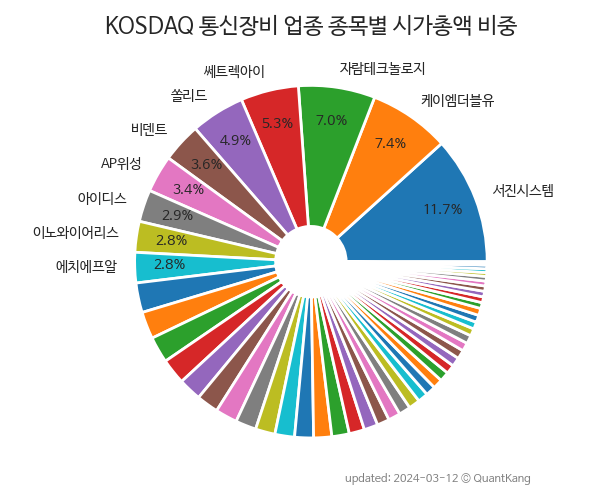 KOSDAQ 통신장비 업종 종목별 시가총액 비중
자람테크놀로지
쎄트렉아이
쏠리드
케이엠더블유
비덴트
AP위성
서진시스템
아이디스
이노와이어리스
에치에프알
7.0%
5.3%
4.9%
7.4%
3.6%
3.4%
11.7%
2.9%
2.8%
2.8%
updated: 2024-03-12 © QuantKang